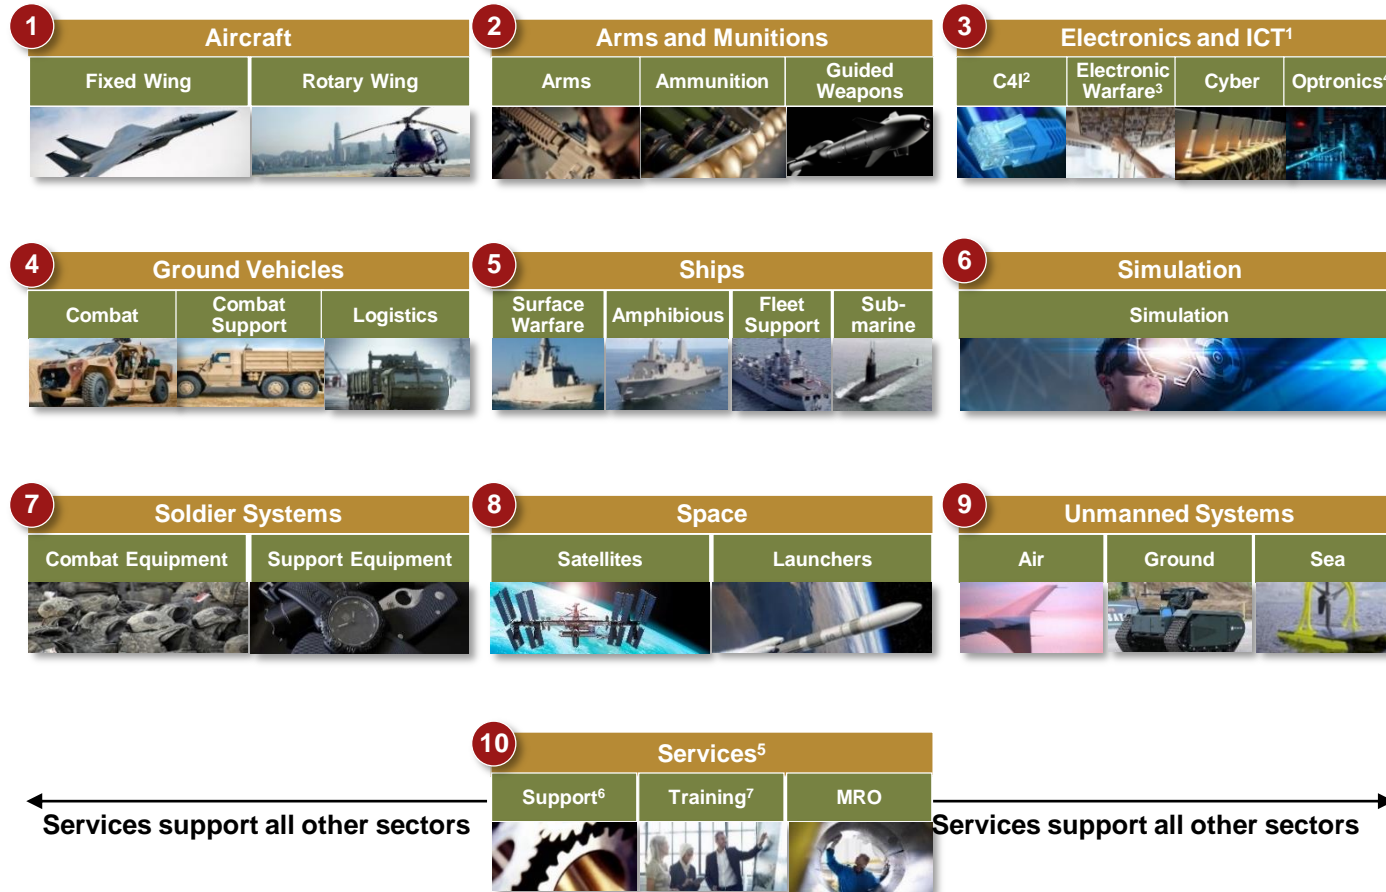 1
Aircraft
Fixed Wing
Rotary Wing
2
Arms and Munitions
Arms
Ammunition
Guided
Weapons
3
Electronics and ICT¹
C4I²
Electronic
Warfare³
Cyber
Optronics⁴
4
Ground Vehicles
Combat
Combat
Support
Logistics
5
Ships
Surface
Warfare
Amphibious
Fleet
Support
Sub-
marine
6
Simulation
Simulation
7
Soldier Systems
Combat Equipment
Support Equipment
8
Space
Satellites
Launchers
9
Unmanned Systems
Air
Ground
Sea
10
Services⁵
Support⁶
Training⁷
MRO
Services support all other sectors
Services support all other sectors